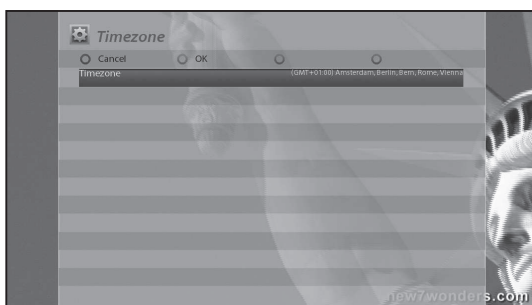 Timezone
Cancel OK
Timezone (GMT+01:00) Amsterdam, Berlin, Bern, Rome, Vienna
new7wonders.com